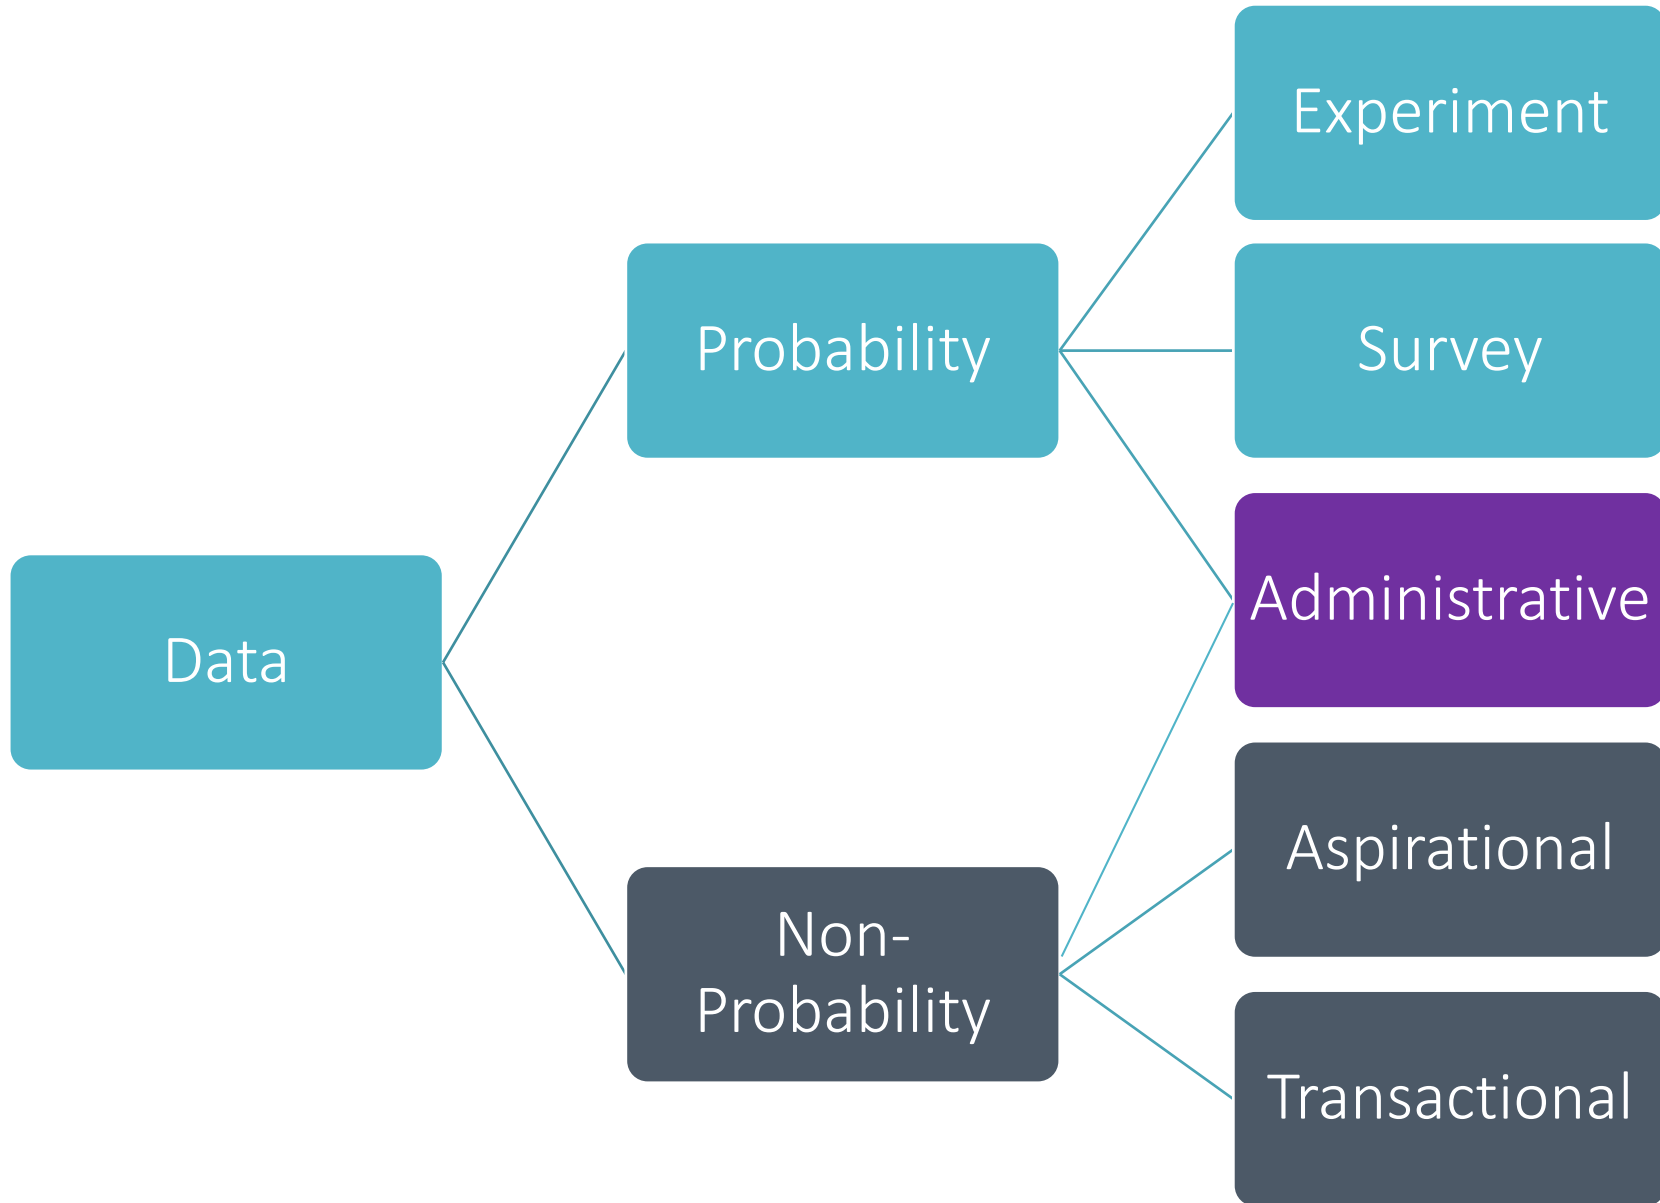 Data
Probability
Non-
Probability
Experiment
Survey
Administrative
Aspirational
Transactional